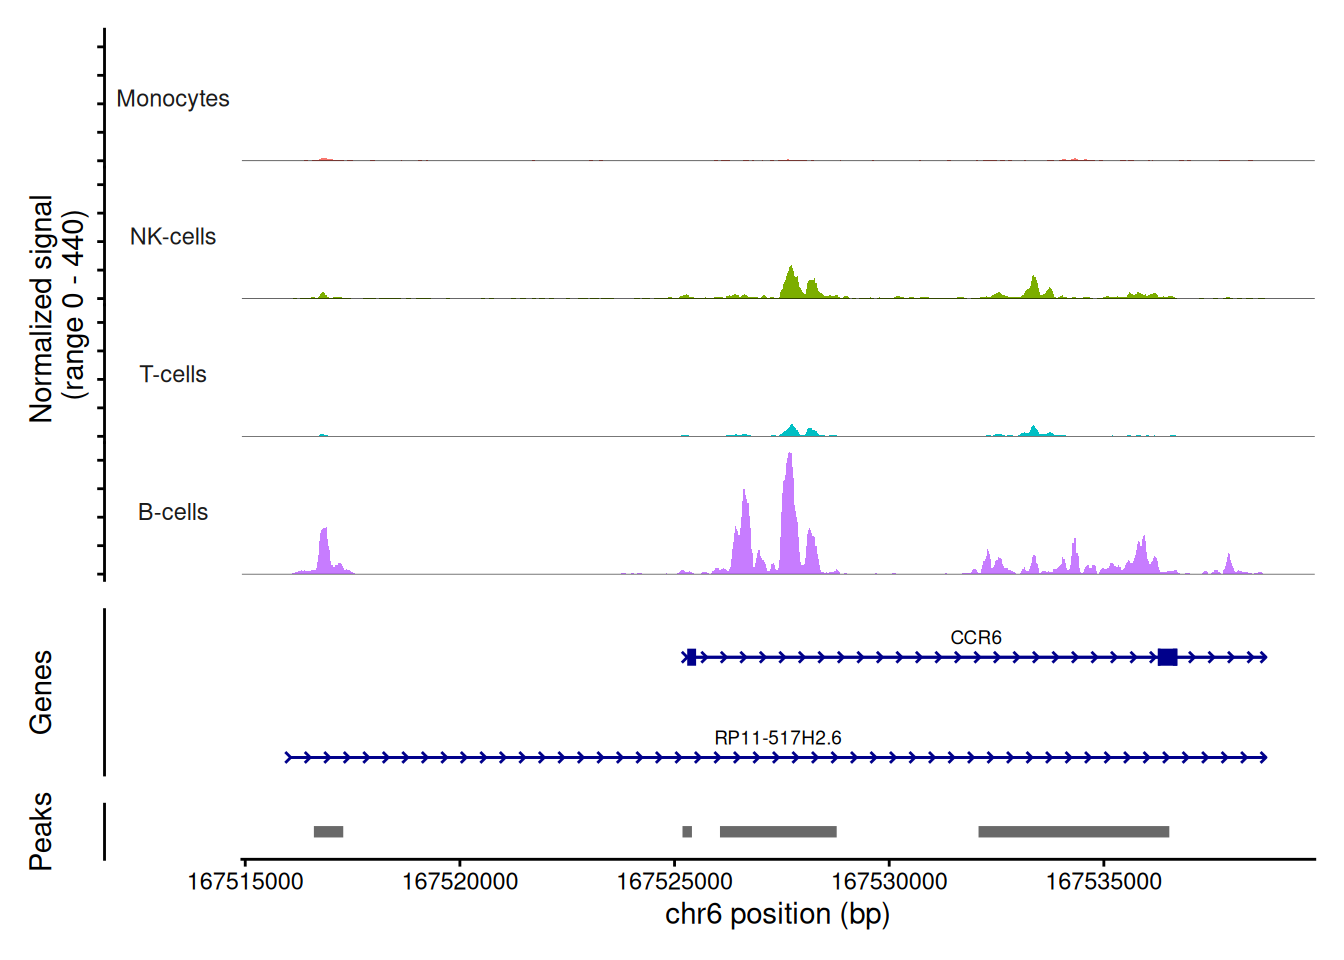 Normalized signal
(range 0 - 440)
Monocytes
NK-cells
T-cells
B-cells
Genes
CCR6
RP11-517H2.6
Peaks
167515000
167520000
167525000
167530000
167535000
chr6 position (bp)